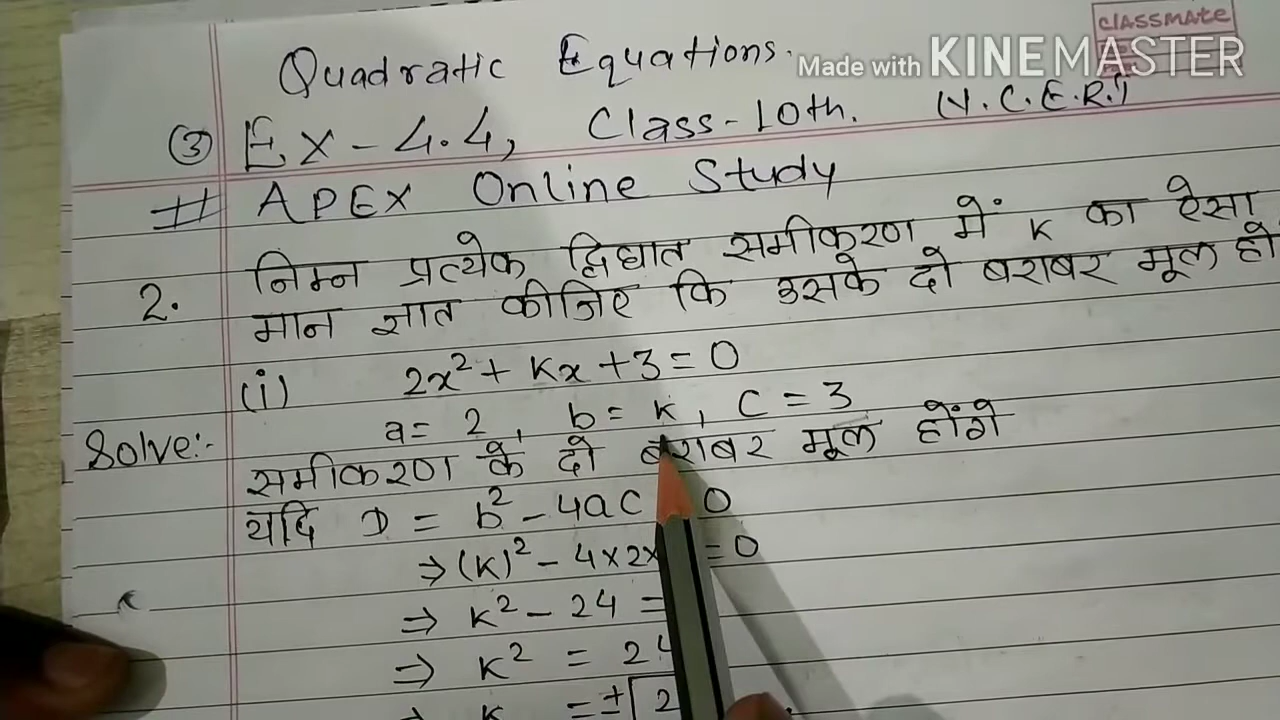 CLASSMATE
Made with KINEMASTER
Quadratic Equations.
③ Ex-4.4, Class-10th. (N.C.E.R.T)
# APEX Online Study
2. निम्न प्रत्येक द्विघात समीकरण में K का ऐसा
मान ज्ञात कीजिए कि उसके दो बराबर मूल हो
(i) 2x² + Kx + 3 = 0
Solve:- a = 2, b = K, C = 3
समीकरण के दो बराबर मूल होंगे
यदि D = b² - 4ac 0
⇒ (K)² - 4×2× = 0
⇒ K² - 24 =
⇒ K² = 24
⇒ K = ±√2